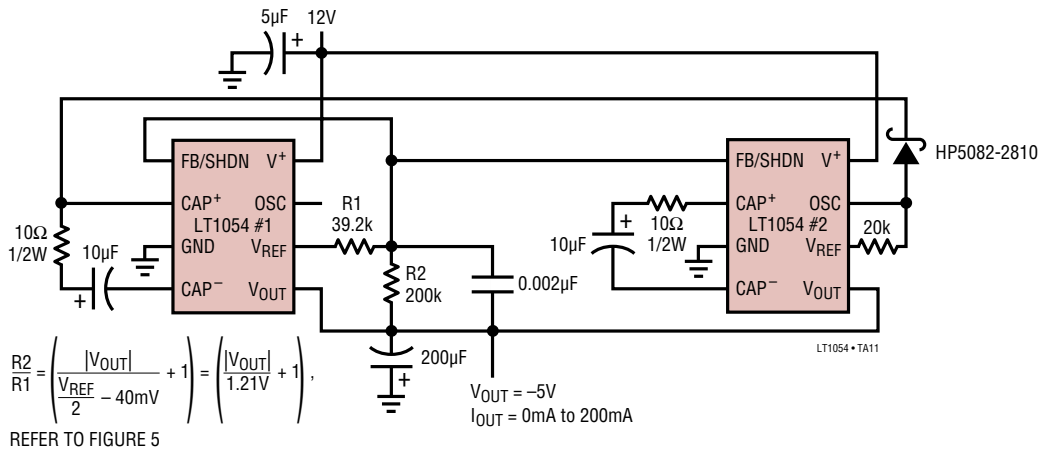 5µF 12V
+
FB/SHDN V+
CAP+ OSC
LT1054 #1
GND VREF
CAP– VOUT
10Ω
1/2W
10µF
+
R1
39.2k
R2
200k
0.002µF
200µF
+
VOUT = –5V
IOUT = 0mA to 200mA
FB/SHDN V+
CAP+ OSC
LT1054 #2
GND VREF
CAP– VOUT
10µF
+
10Ω
1/2W
20k
HP5082-2810
LT1054 • TA11
R2/R1 = (|VOUT|/(VREF/2 – 40mV) + 1) = (|VOUT|/1.21V + 1),
REFER TO FIGURE 5